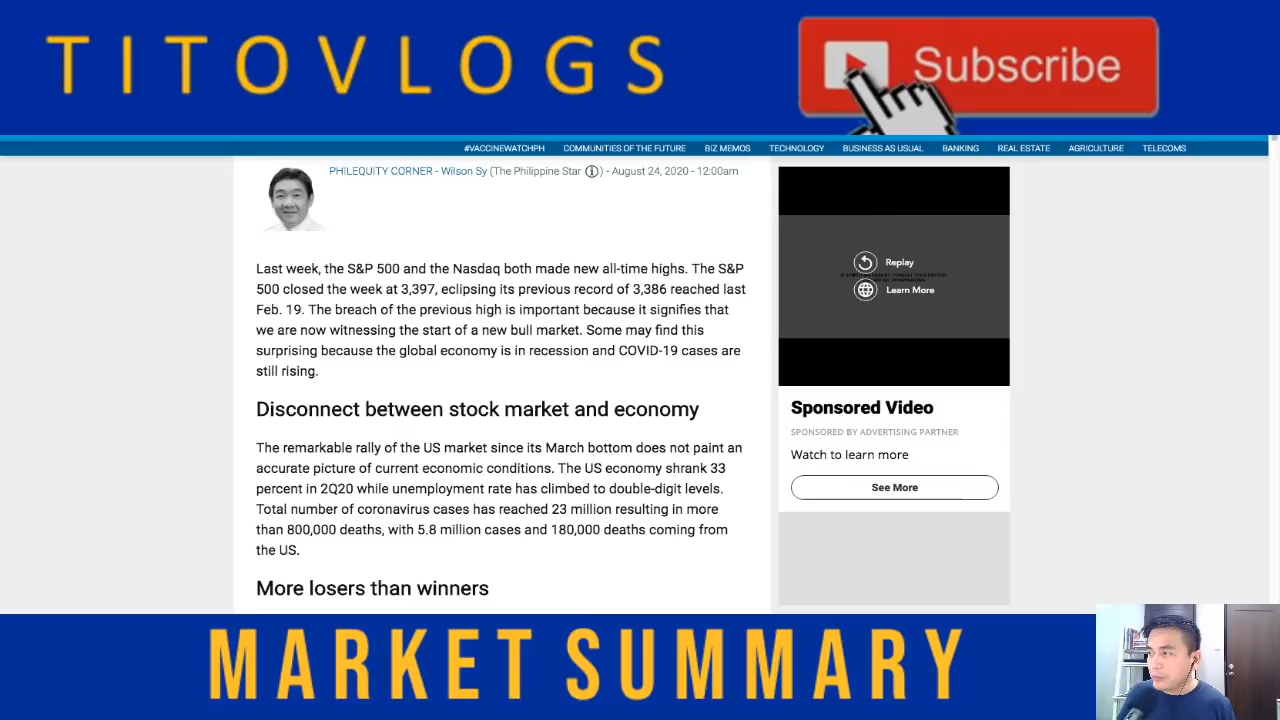 TITOVLOGS
Subscribe
#VACCINEWATCHPH COMMUNITIES OF THE FUTURE BIZ MEMOS TECHNOLOGY BUSINESS AS USUAL BANKING REAL ESTATE AGRICULTURE TELECOMS
PHILEQUITY CORNER - Wilson Sy (The Philippine Star ) - August 24, 2020 - 12:00am
Last week, the S&P 500 and the Nasdaq both made new all-time highs. The S&P
500 closed the week at 3,397, eclipsing its previous record of 3,386 reached last
Feb. 19. The breach of the previous high is important because it signifies that
we are now witnessing the start of a new bull market. Some may find this
surprising because the global economy is in recession and COVID-19 cases are
still rising.
Disconnect between stock market and economy
The remarkable rally of the US market since its March bottom does not paint an
accurate picture of current economic conditions. The US economy shrank 33
percent in 2Q20 while unemployment rate has climbed to double-digit levels.
Total number of coronavirus cases has reached 23 million resulting in more
than 800,000 deaths, with 5.8 million cases and 180,000 deaths coming from
the US.
More losers than winners
Replay
Learn More
Sponsored Video
SPONSORED BY ADVERTISING PARTNER
Watch to learn more
See More
MARKET SUMMARY